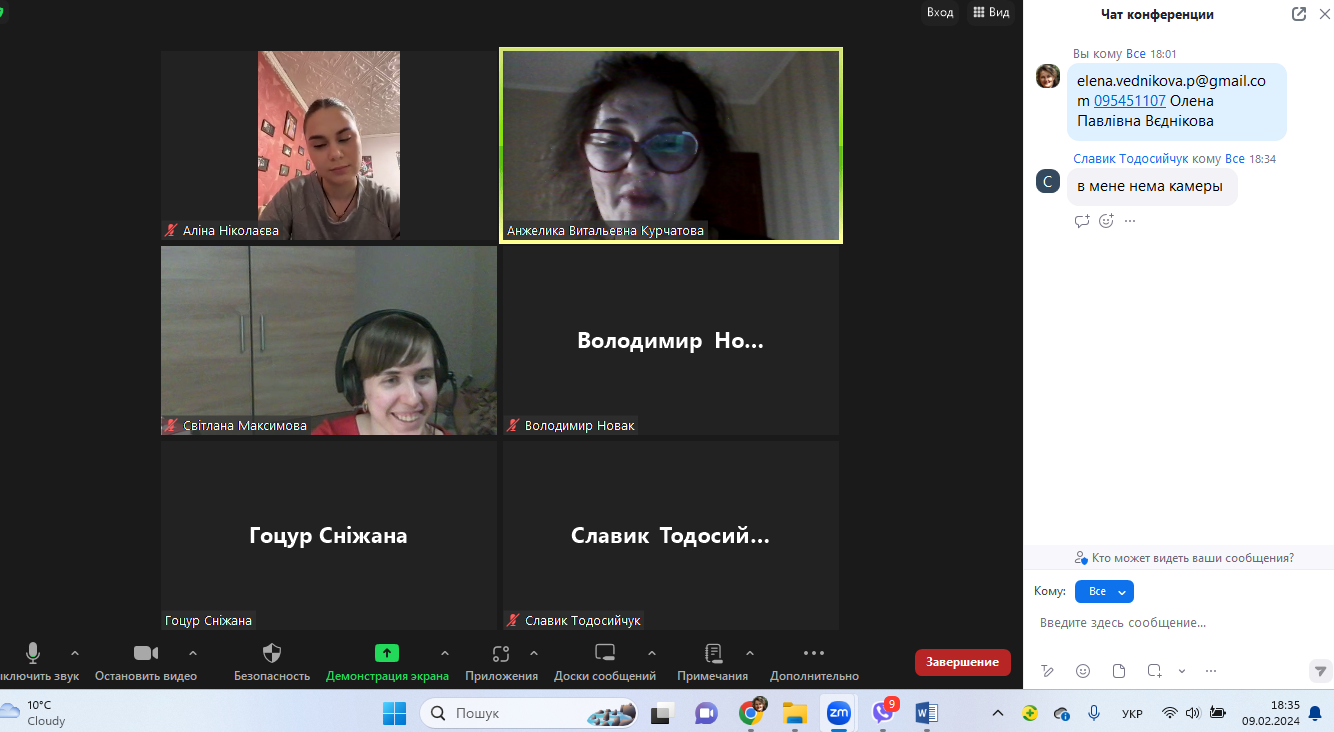 Вход
Вид
Чат конференции
Вы кому Все 18:01
elena.vednikova.p@gmail.co
m 095451107 Олена
Павлівна Вєднікова
Славик Тодосийчук кому Все 18:34
С
в мене нема камеры
Аліна Ніколаєва
Анжелика Витальевна Курчатова
Світлана Максимова
Володимир Но...
Володимир Новак
Гоцур Сніжана
Гоцур Сніжана
Славик Тодосий...
Славик Тодосийчук
Кто может видеть ваши сообщения?
Кому: Все
Введите здесь сообщение...
ключить звук
Остановить видео
Безопасность
Демонстрация экрана
Приложения
Доски сообщений
Примечания
Дополнительно
Завершение
10°C
Cloudy
Пошук
zm
9
W
УКР
18:35
09.02.2024